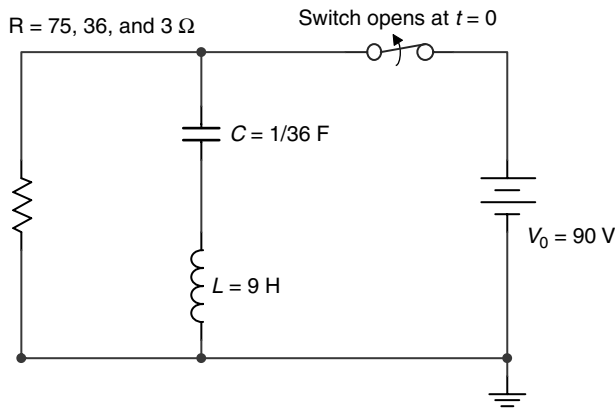 R = 75, 36, and 3 Ω
Switch opens at t = 0
C = 1/36 F
V₀ = 90 V
L = 9 H